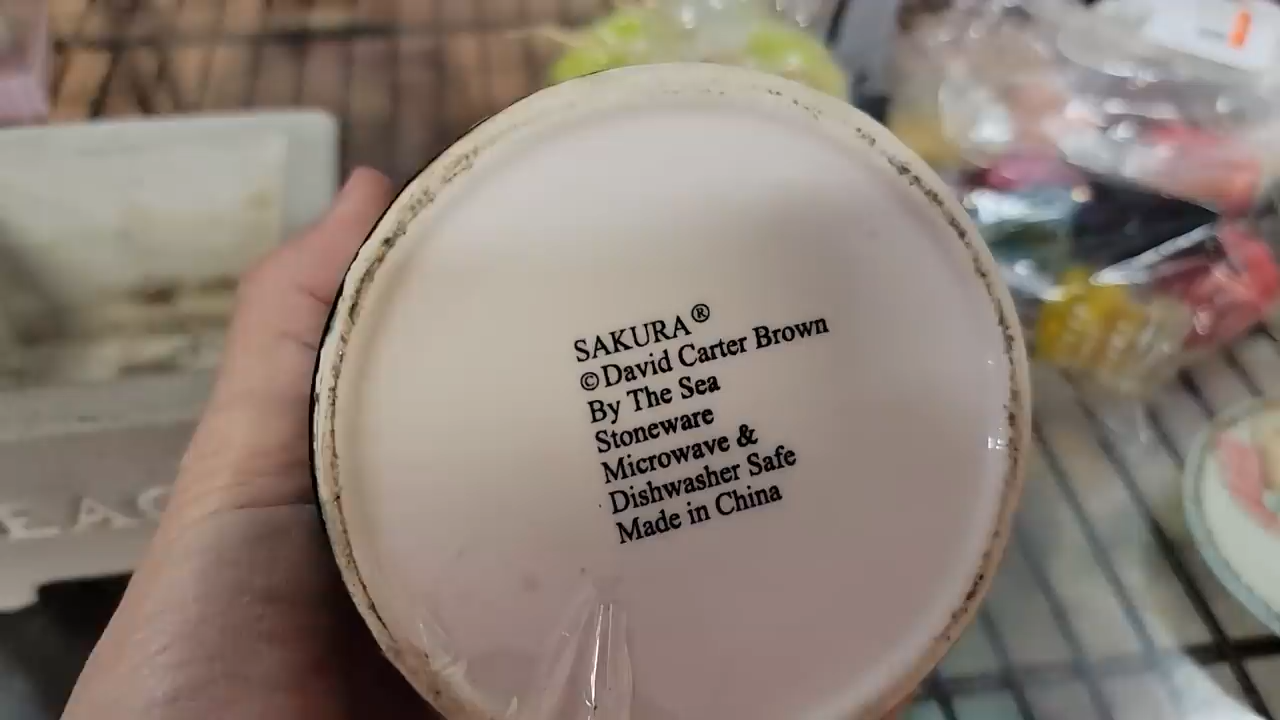 SAKURA®
©David Carter Brown
By The Sea
Stoneware
Microwave &
Dishwasher Safe
Made in China